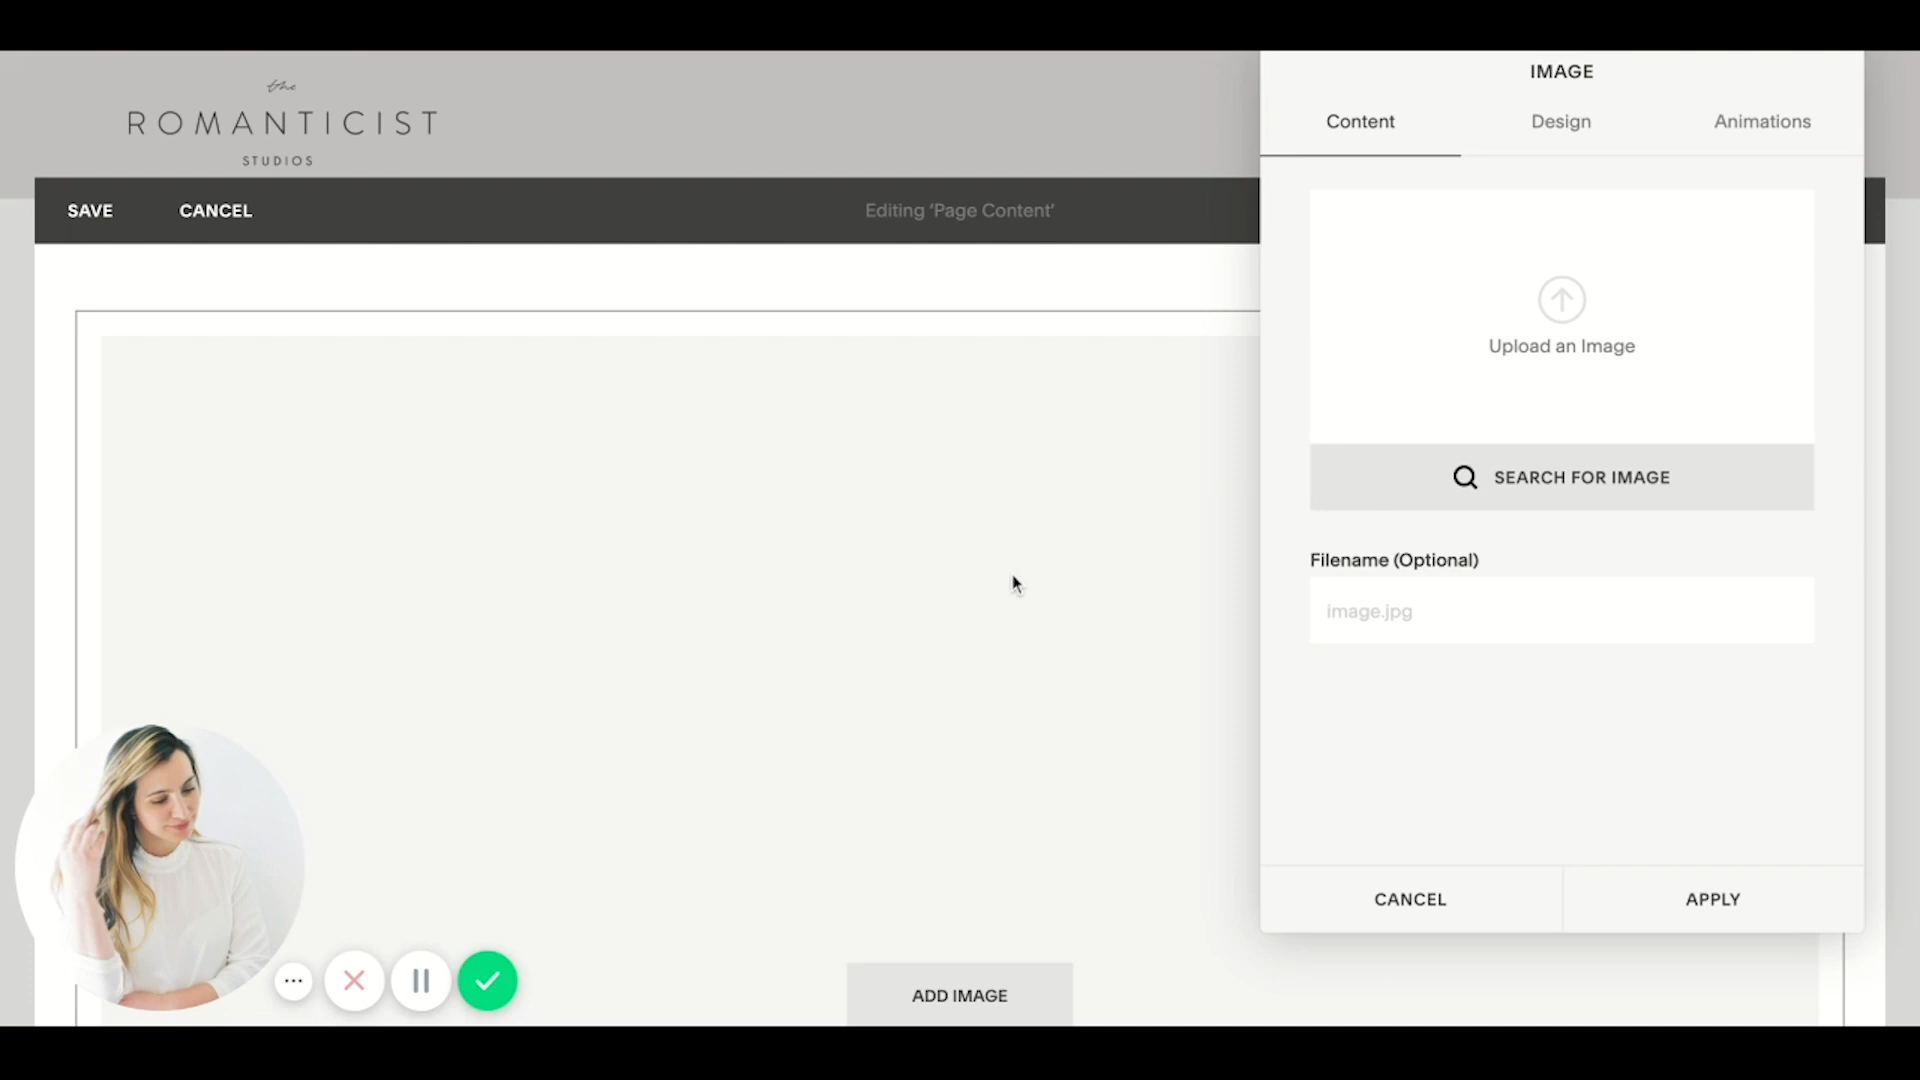 the
ROMANTICIST
STUDIOS
SAVE
CANCEL
Editing ‘Page Content’
IMAGE
Content
Design
Animations
Upload an Image
SEARCH FOR IMAGE
Filename (Optional)
image.jpg
CANCEL
APPLY
ADD IMAGE